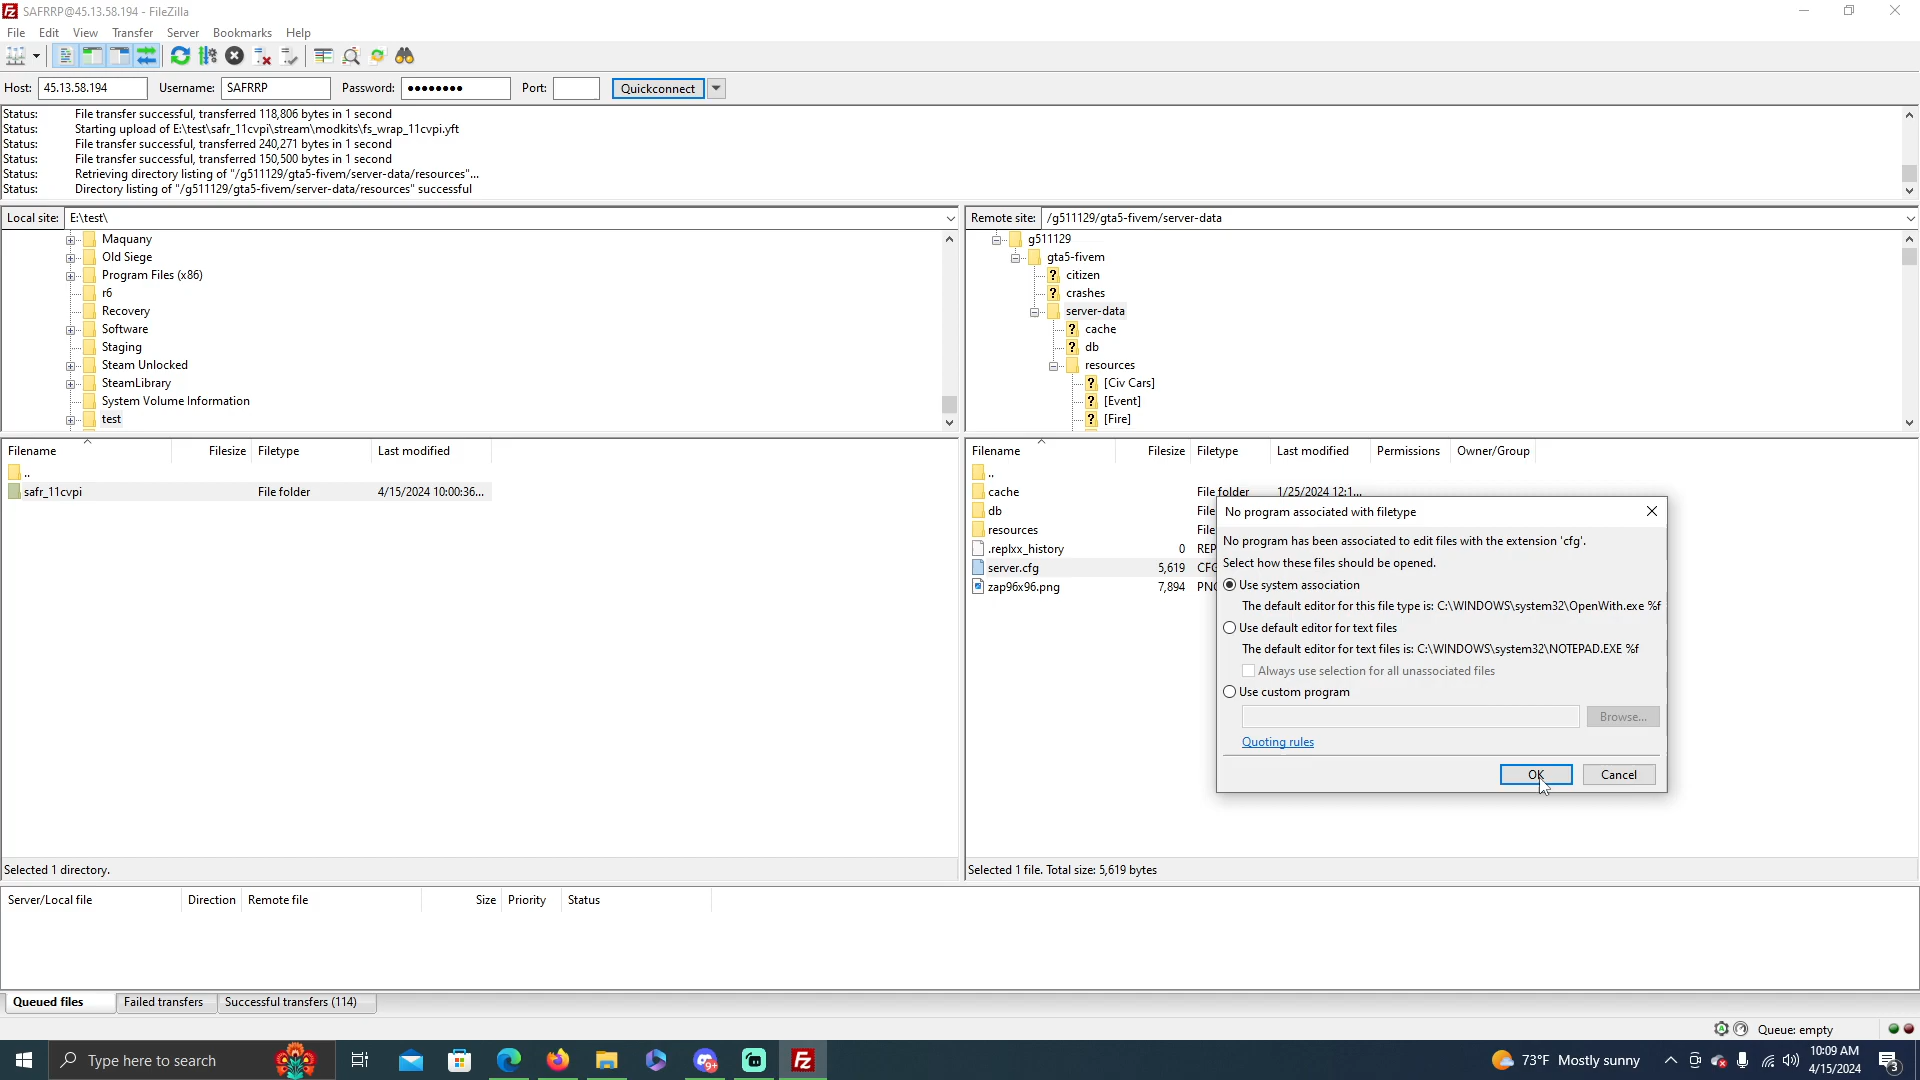 SAFRRP@45.13.58.194 - FileZilla
File Edit View Transfer Server Bookmarks Help
Host: 45.13.58.194 Username: SAFRRP Password: ●●●●●●●● Port: Quickconnect
Status: File transfer successful, transferred 118,806 bytes in 1 second
Status: Starting upload of E:\test\safr_11cvpi\stream\modkits\fs_wrap_11cvpi.yft
Status: File transfer successful, transferred 240,271 bytes in 1 second
Status: File transfer successful, transferred 150,500 bytes in 1 second
Status: Retrieving directory listing of "/g511129/gta5-fivem/server-data/resources"...
Status: Directory listing of "/g511129/gta5-fivem/server-data/resources" successful
Local site: E:\test\
Maquany
Old Siege
Program Files (x86)
r6
Recovery
Software
Staging
Steam Unlocked
SteamLibrary
System Volume Information
test
Remote site: /g511129/gta5-fivem/server-data
g511129
gta5-fivem
citizen
crashes
server-data
cache
db
resources
[Civ Cars]
[Event]
[Fire]
Filename Filesize Filetype Last modified
..
safr_11cvpi File folder 4/15/2024 10:00:36...
Selected 1 directory.
Filename Filesize Filetype Last modified Permissions Owner/Group
..
cache File folder 1/25/2024 12:1...
db File
resources File
.replxx_history 0 REP
server.cfg 5,619 CFG
zap96x96.png 7,894 PNG
Selected 1 file. Total size: 5,619 bytes
No program associated with filetype
No program has been associated to edit files with the extension 'cfg'.
Select how these files should be opened.
Use system association
The default editor for this file type is: C:\WINDOWS\system32\OpenWith.exe %f
Use default editor for text files
The default editor for text files is: C:\WINDOWS\system32\NOTEPAD.EXE %f
Always use selection for all unassociated files
Use custom program
Browse...
Quoting rules
OK Cancel
Server/Local file Direction Remote file Size Priority Status
Queued files Failed transfers Successful transfers (114)
Queue: empty
Type here to search
9+
73°F Mostly sunny
10:09 AM
4/15/2024
3